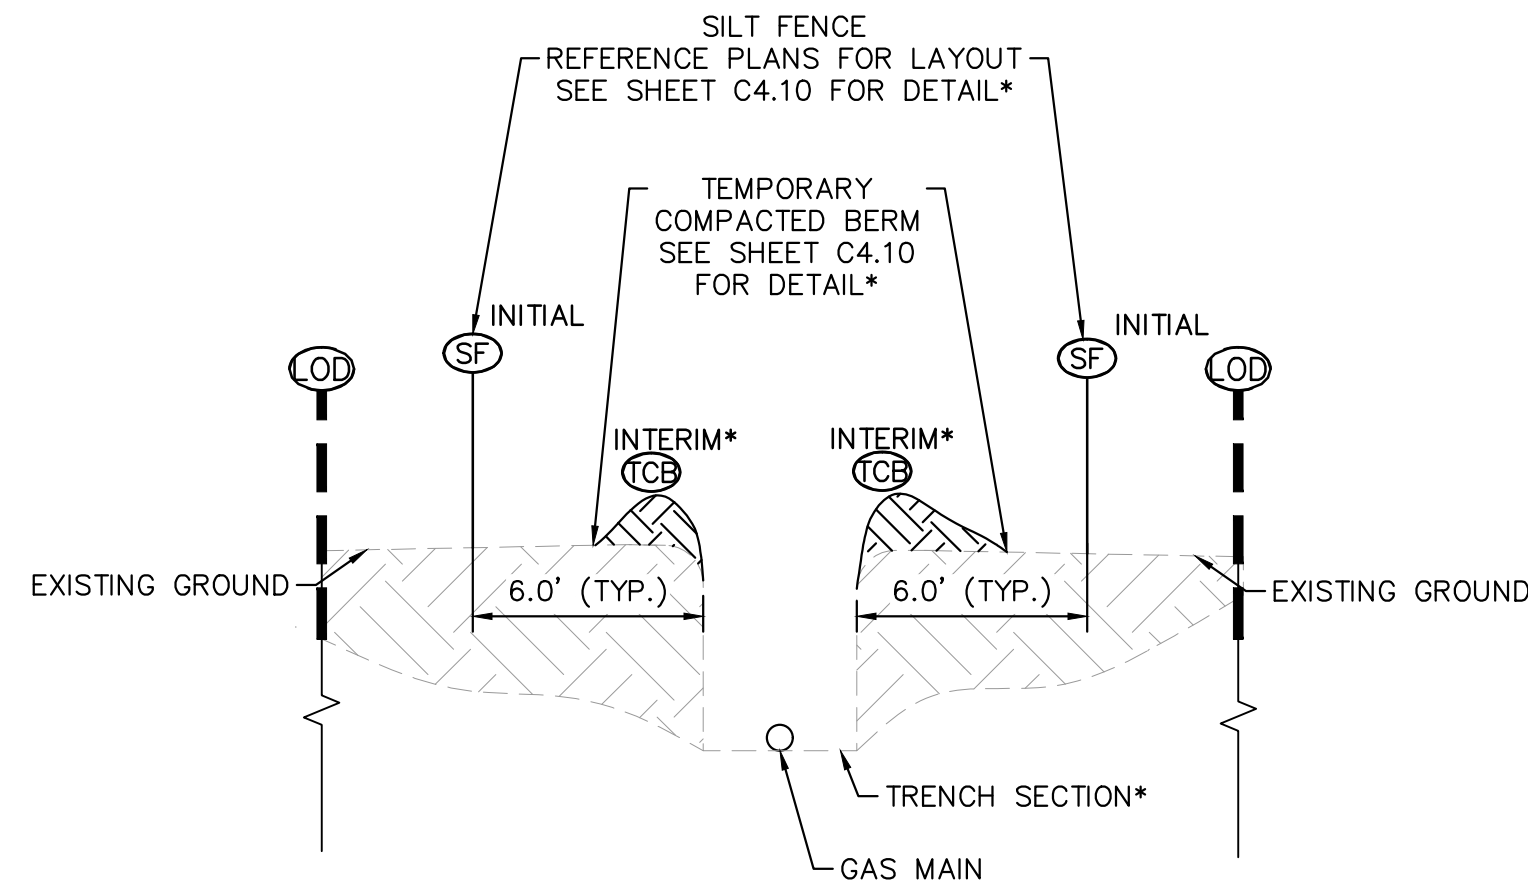 SILT FENCE
REFERENCE PLANS FOR LAYOUT
SEE SHEET C4.10 FOR DETAIL*
TEMPORARY
COMPACTED BERM
SEE SHEET C4.10
FOR DETAIL*
INITIAL
SF
INITIAL
SF
LOD
LOD
INTERIM*
TCB
INTERIM*
TCB
EXISTING GROUND
6.0' (TYP.)
6.0' (TYP.)
EXISTING GROUND
TRENCH SECTION*
GAS MAIN